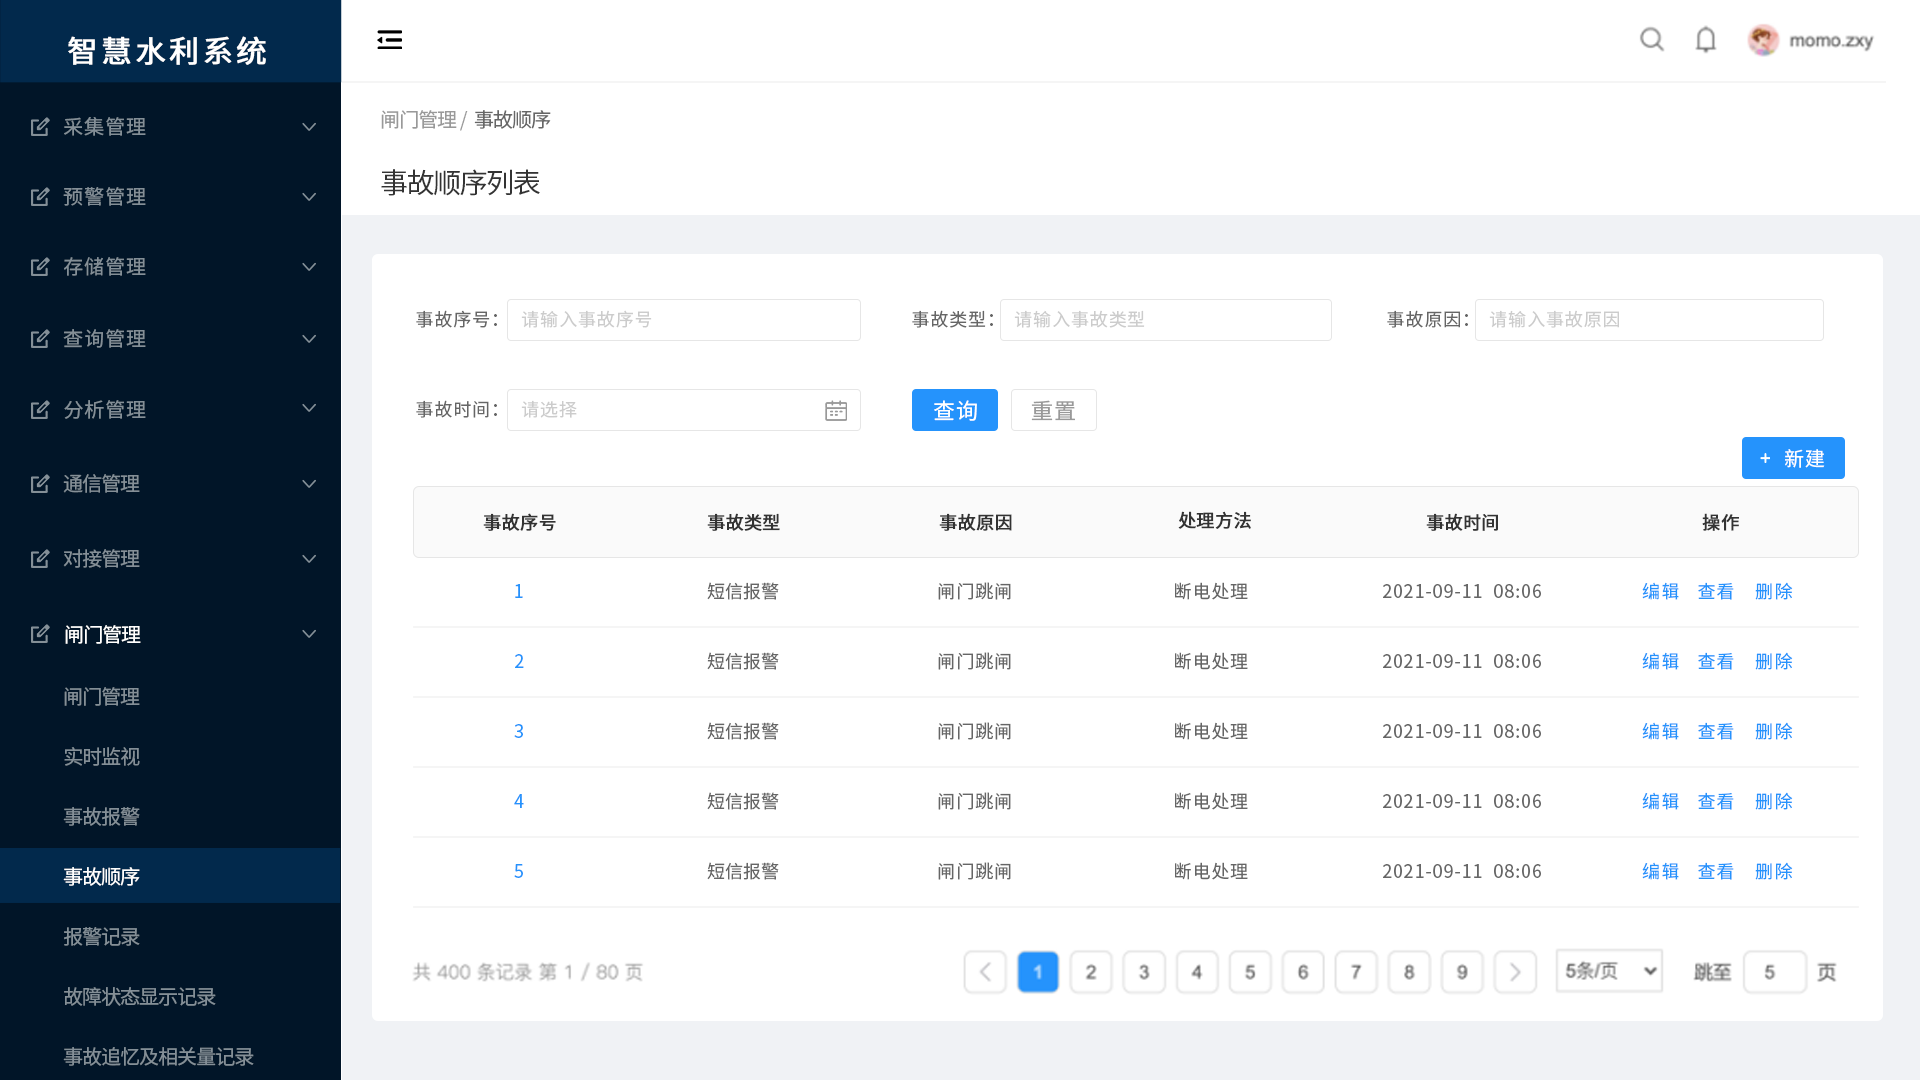 智慧水利系统
momo.zxy
采集管理
预警管理
存储管理
查询管理
分析管理
通信管理
对接管理
闸门管理
闸门管理
实时监视
事故报警
事故顺序
报警记录
故障状态显示记录
事故追忆及相关量记录
闸门管理/ 事故顺序
事故顺序列表
事故序号: 请输入事故序号 事故类型: 请输入事故类型 事故原因: 请输入事故原因
事故时间: 请选择 查询 重置
+ 新建
事故序号 事故类型 事故原因 处理方法 事故时间 操作
1 短信报警 闸门跳闸 断电处理 2021-09-11 08:06 编辑 查看 删除
2 短信报警 闸门跳闸 断电处理 2021-09-11 08:06 编辑 查看 删除
3 短信报警 闸门跳闸 断电处理 2021-09-11 08:06 编辑 查看 删除
4 短信报警 闸门跳闸 断电处理 2021-09-11 08:06 编辑 查看 删除
5 短信报警 闸门跳闸 断电处理 2021-09-11 08:06 编辑 查看 删除
共 400 条记录 第 1 / 80 页 1 2 3 4 5 6 7 8 9 5条/页 跳至 5 页